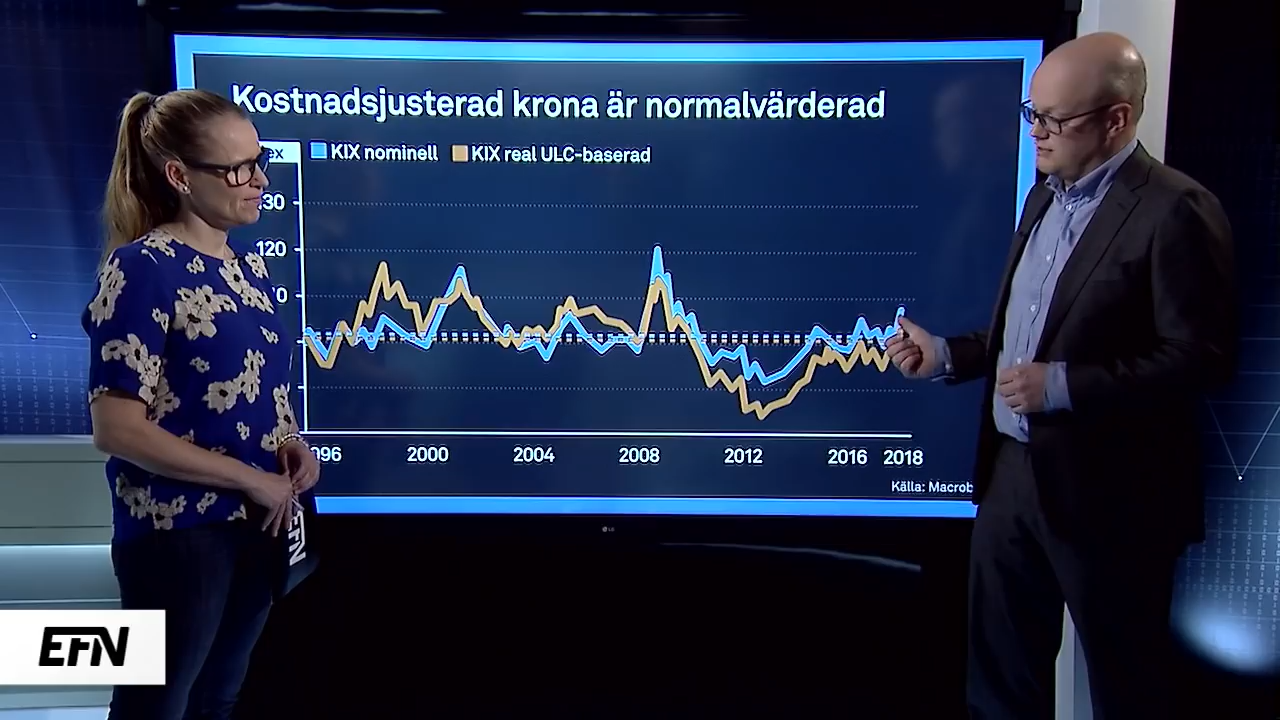 Kostnadsjusterad krona är normalvärderad
KIX nominell KIX real ULC-baserad
120
2000 2004 2008 2012 2016 2018
Källa: Macrob
EFN
EFN